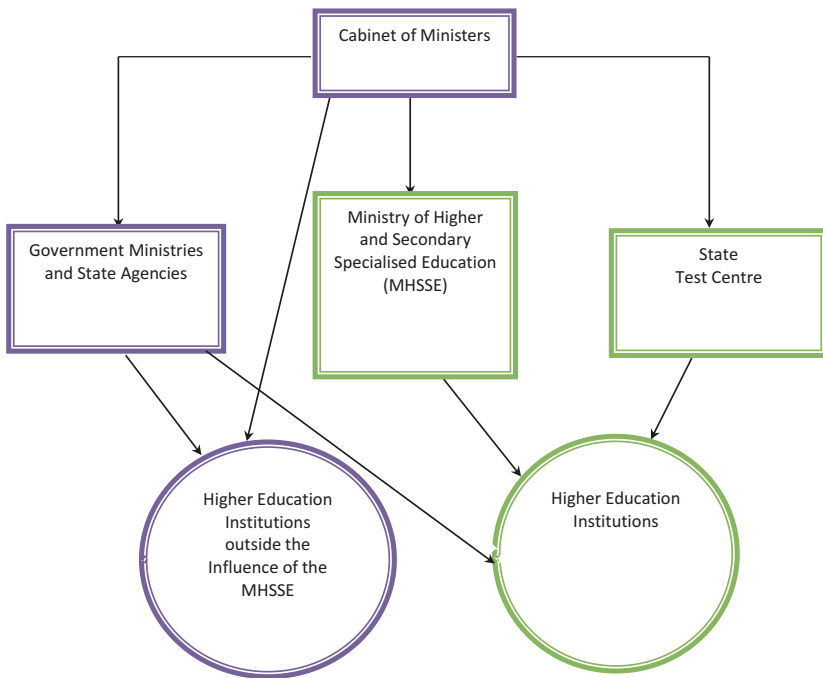 Cabinet of Ministers
Government Ministries
and State Agencies
Ministry of Higher
and Secondary
Specialised Education
(MHSSE)
State
Test Centre
Higher Education
Institutions
outside the
Influence of the
MHSSE
Higher Education
Institutions